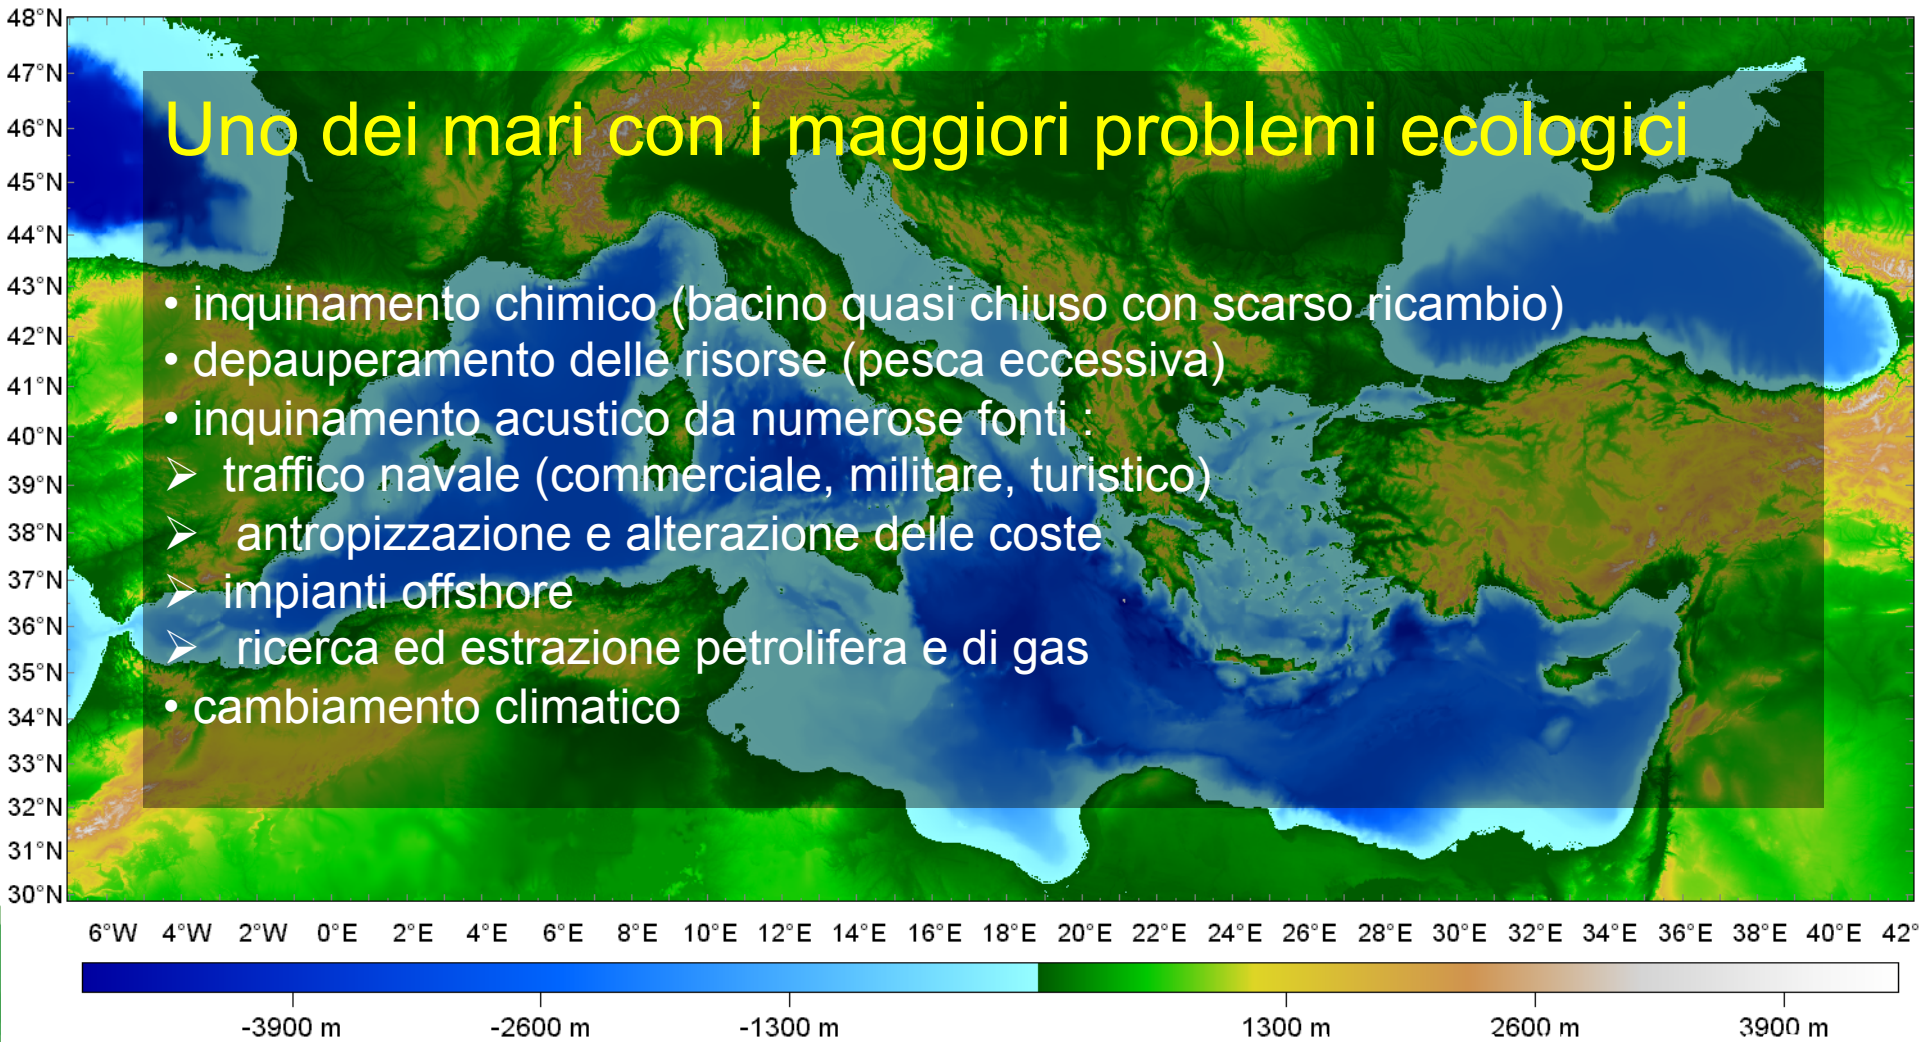 48°N
47°N
46°N
45°N
44°N
43°N
42°N
41°N
40°N
39°N
38°N
37°N
36°N
35°N
34°N
33°N
32°N
31°N
30°N
Uno dei mari con i maggiori problemi ecologici
• inquinamento chimico (bacino quasi chiuso con scarso ricambio)
• depauperamento delle risorse (pesca eccessiva)
• inquinamento acustico da numerose fonti :
➢ traffico navale (commerciale, militare, turistico)
➢ antropizzazione e alterazione delle coste
➢ impianti offshore
➢ ricerca ed estrazione petrolifera e di gas
• cambiamento climatico
6°W 4°W 2°W 0°E 2°E 4°E 6°E 8°E 10°E 12°E 14°E 16°E 18°E 20°E 22°E 24°E 26°E 28°E 30°E 32°E 34°E 36°E 38°E 40°E 42°
-3900 m -2600 m -1300 m 1300 m 2600 m 3900 m